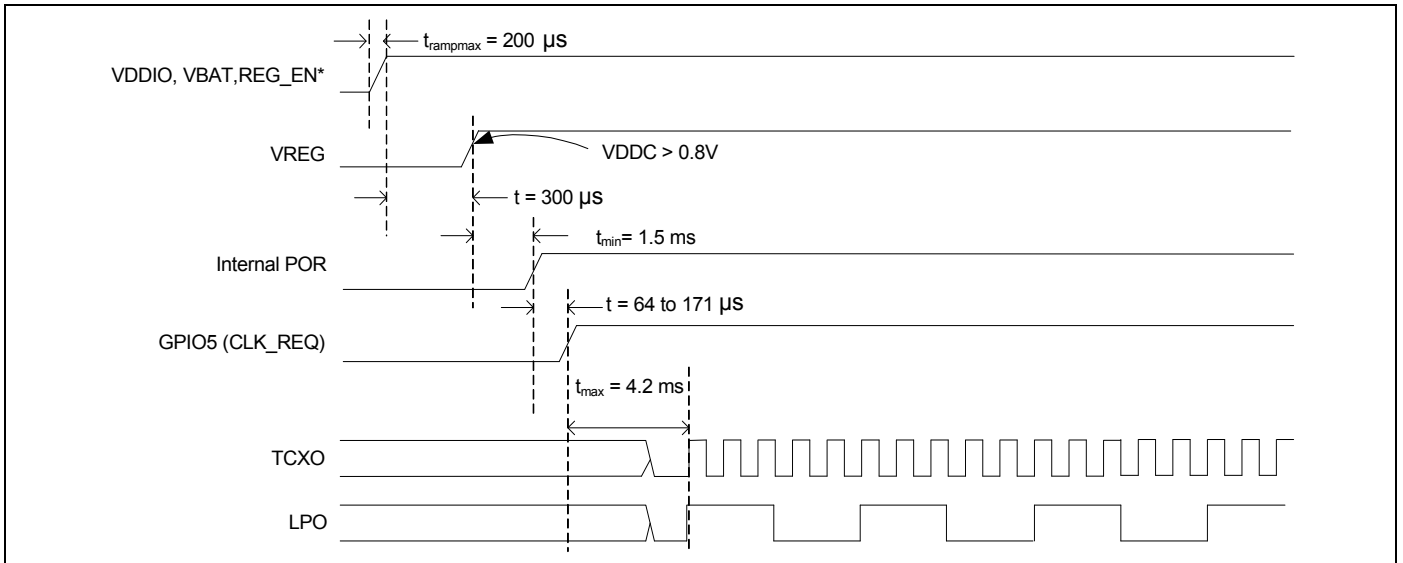 t_rampmax = 200 µs
VDDIO, VBAT,REG_EN*
VREG
VDDC > 0.8V
t = 300 µs
t_min= 1.5 ms
Internal POR
t = 64 to 171 µs
GPIO5 (CLK_REQ)
t_max = 4.2 ms
TCXO
LPO